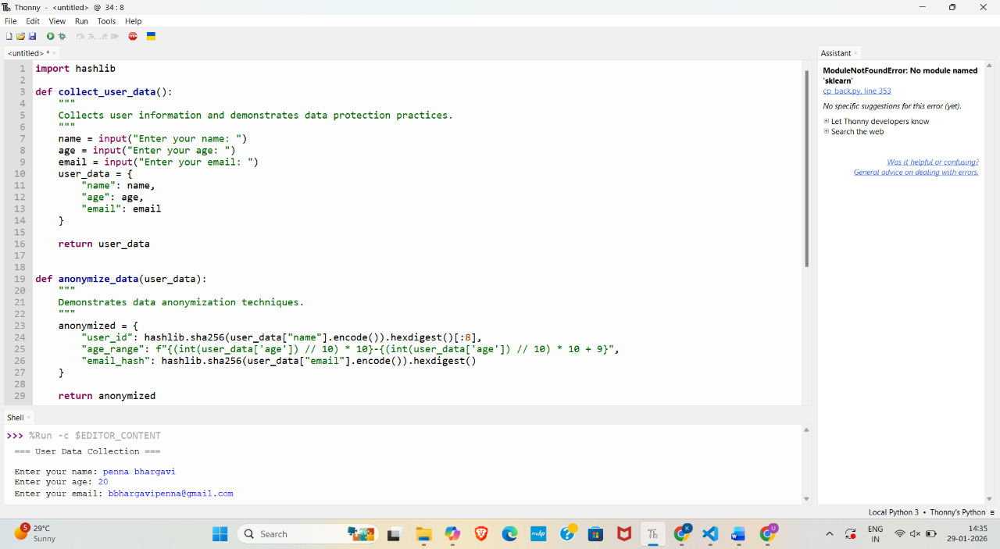 Thonny - <untitled> @ 34 : 8
File Edit View Run Tools Help
<untitled> *
1 import hashlib
2
3 def collect_user_data():
4     """
5     Collects user information and demonstrates data protection practices.
6     """
7     name = input("Enter your name: ")
8     age = input("Enter your age: ")
9     email = input("Enter your email: ")
10     user_data = {
11         "name": name,
12         "age": age,
13         "email": email
14     }
15
16     return user_data
17
18
19 def anonymize_data(user_data):
20     """
21     Demonstrates data anonymization techniques.
22     """
23     anonymized = {
24         "user_id": hashlib.sha256(user_data["name"].encode()).hexdigest()[:8],
25         "age_range": f"{(int(user_data['age']) // 10) * 10}-{(int(user_data['age']) // 10) * 10 + 9}",
26         "email_hash": hashlib.sha256(user_data["email"].encode()).hexdigest()
27     }
28
29     return anonymized
Shell
>>> %Run -c $EDITOR_CONTENT
=== User Data Collection ===
Enter your name: penna bhargavi
Enter your age: 20
Enter your email: bbhargavipenna@gmail.com
Assistant
ModuleNotFoundError: No module named
'sklearn'
cp_back.py, line 353
No specific suggestions for this error (yet).
Let Thonny developers know
Search the web
Was it helpful or confusing?
General advice on dealing with errors.
Local Python 3 • Thonny's Python ≡
5
29°C
Sunny
Search
mdp
Th
K
U
ENG
IN
14:35
29-01-2026